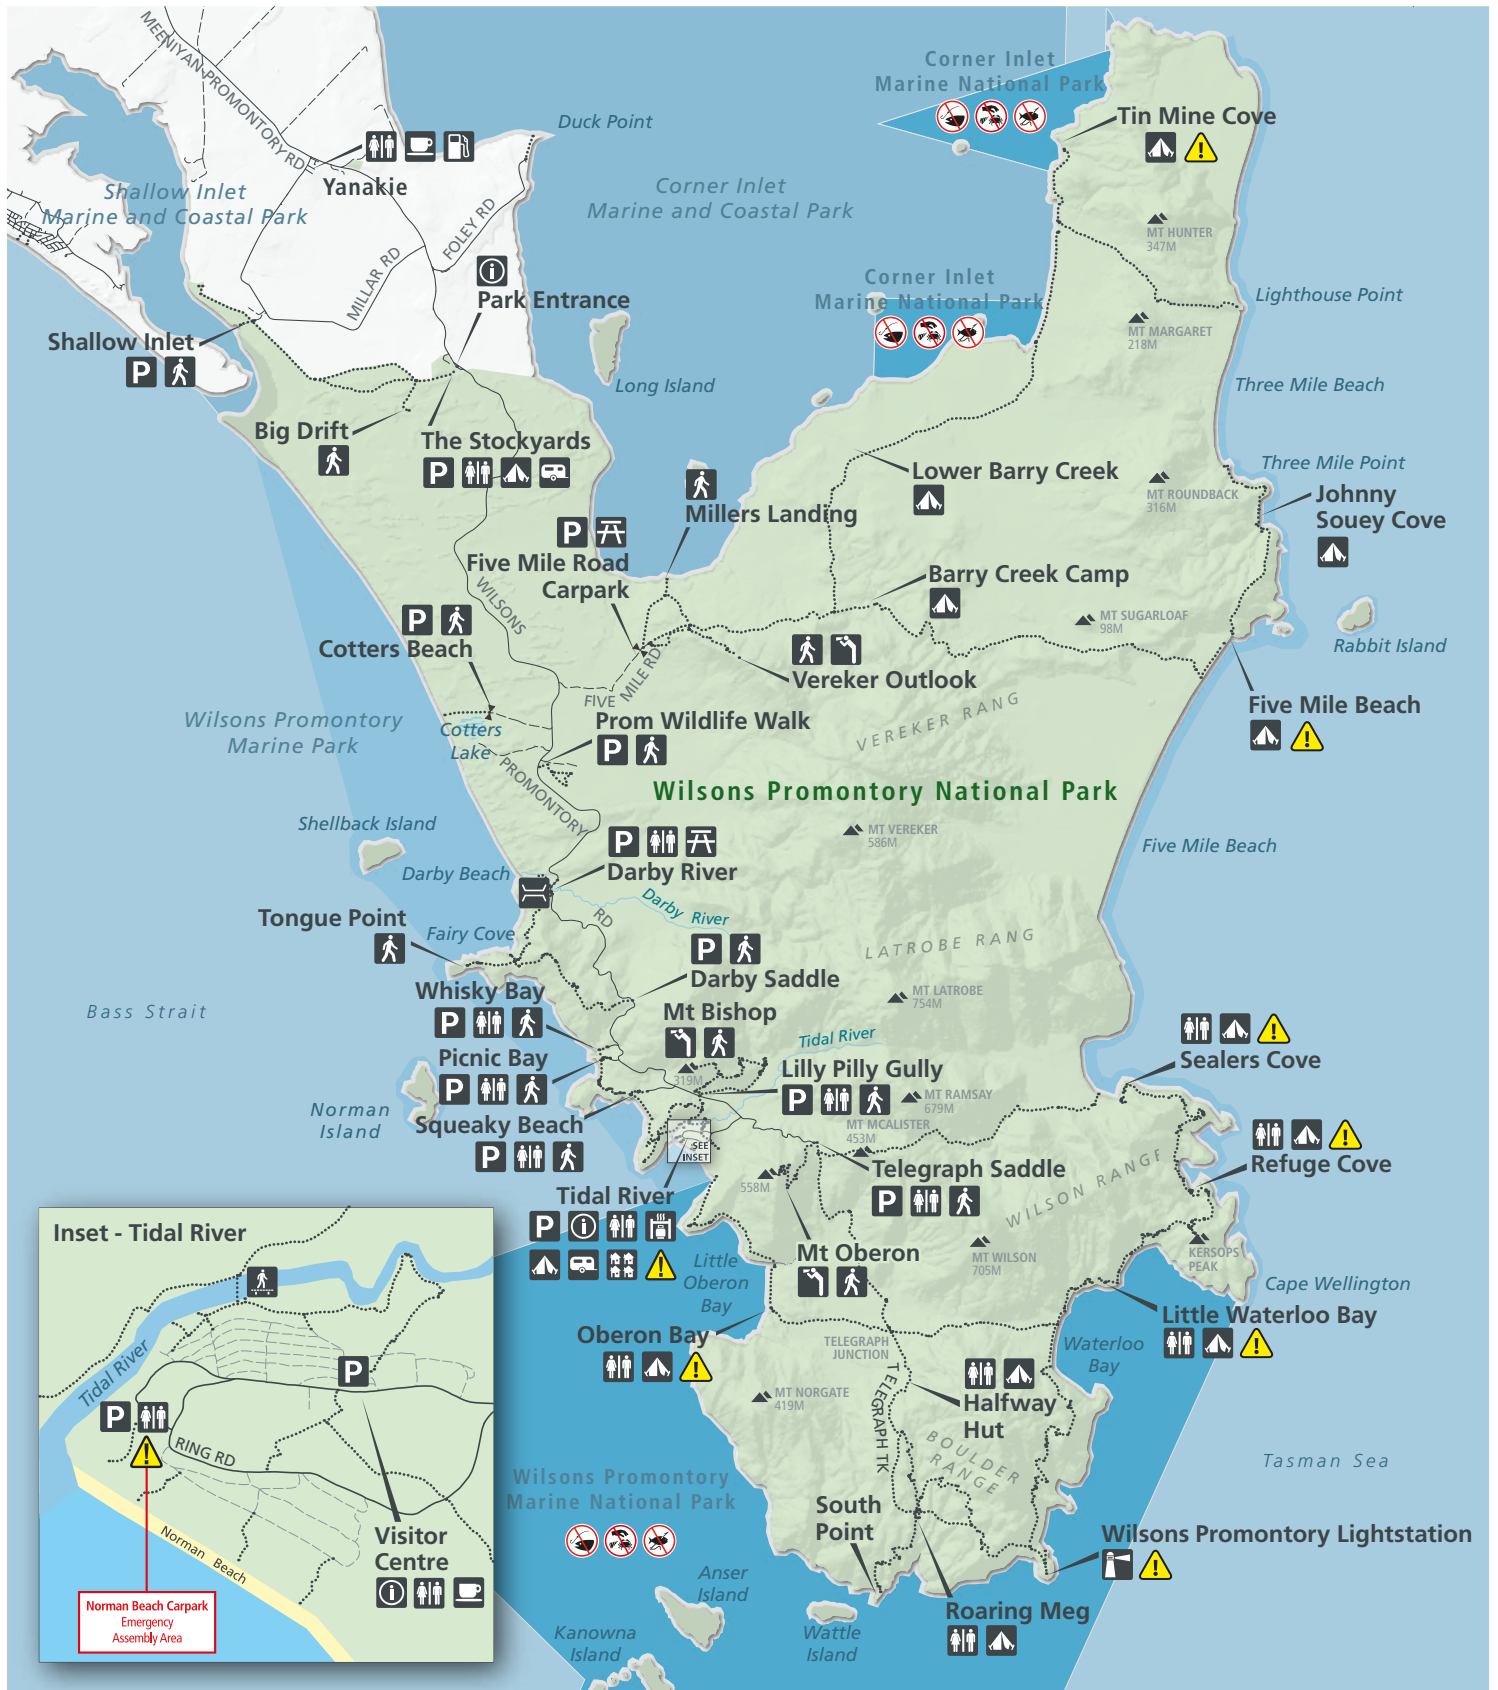 MEENIYAN-PROMONTORY RD
Corner Inlet
Marine National Park
Tin Mine Cove
Duck Point
Yanakie
Shallow Inlet
Marine and Coastal Park
Corner Inlet
Marine and Coastal Park
FOLEY RD
MILLAR RD
MT HUNTER
347M
Park Entrance
Corner Inlet
Marine National Park
Lighthouse Point
MT MARGARET
218M
Shallow Inlet
P
Long Island
Three Mile Beach
Big Drift
The Stockyards
P
Lower Barry Creek
Three Mile Point
MT ROUNDBACK
316M
Johnny
Souey Cove
Millers Landing
P
Five Mile Road
Carpark
Barry Creek Camp
WILSONS
P
Cotters Beach
MT SUGARLOAF
98M
Rabbit Island
Vereker Outlook
FIVE
MILE RD
Five Mile Beach
Wilsons Promontory
Marine Park
Cotters
Lake
Prom Wildlife Walk
P
VEREKER RANG
PROMONTORY
Wilsons Promontory National Park
Shellback Island
MT VEREKER
586M
Five Mile Beach
P
Darby River
Darby Beach
Darby River
RD
Tongue Point
Fairy Cove
LATROBE RANG
P
Darby Saddle
Whisky Bay
P
MT LATROBE
754M
Bass Strait
Mt Bishop
319M
Tidal River
Picnic Bay
P
Lilly Pilly Gully
P
Sealers Cove
MT RAMSAY
679M
Norman
Island
Squeaky Beach
P
MT MCALISTER
453M
SEE
INSET
Telegraph Saddle
P
Refuge Cove
558M
WILSON RANGE
Tidal River
P
Mt Oberon
MT WILSON
705M
KERSOPS
PEAK
Little
Oberon
Bay
Cape Wellington
Little Waterloo Bay
Oberon Bay
TELEGRAPH
JUNCTION
Waterloo
Bay
TELEGRAPH TK
MT NORGATE
419M
Halfway
Hut
BOULDER
RANGE
Tasman Sea
Wilsons Promontory
Marine National Park
South
Point
Wilsons Promontory Lightstation
Anser
Island
Roaring Meg
Kanowna
Island
Wattle
Island
Inset - Tidal River
Tidal River
P
P
RING RD
Visitor
Centre
Norman Beach
Norman Beach Carpark
Emergency
Assembly Area